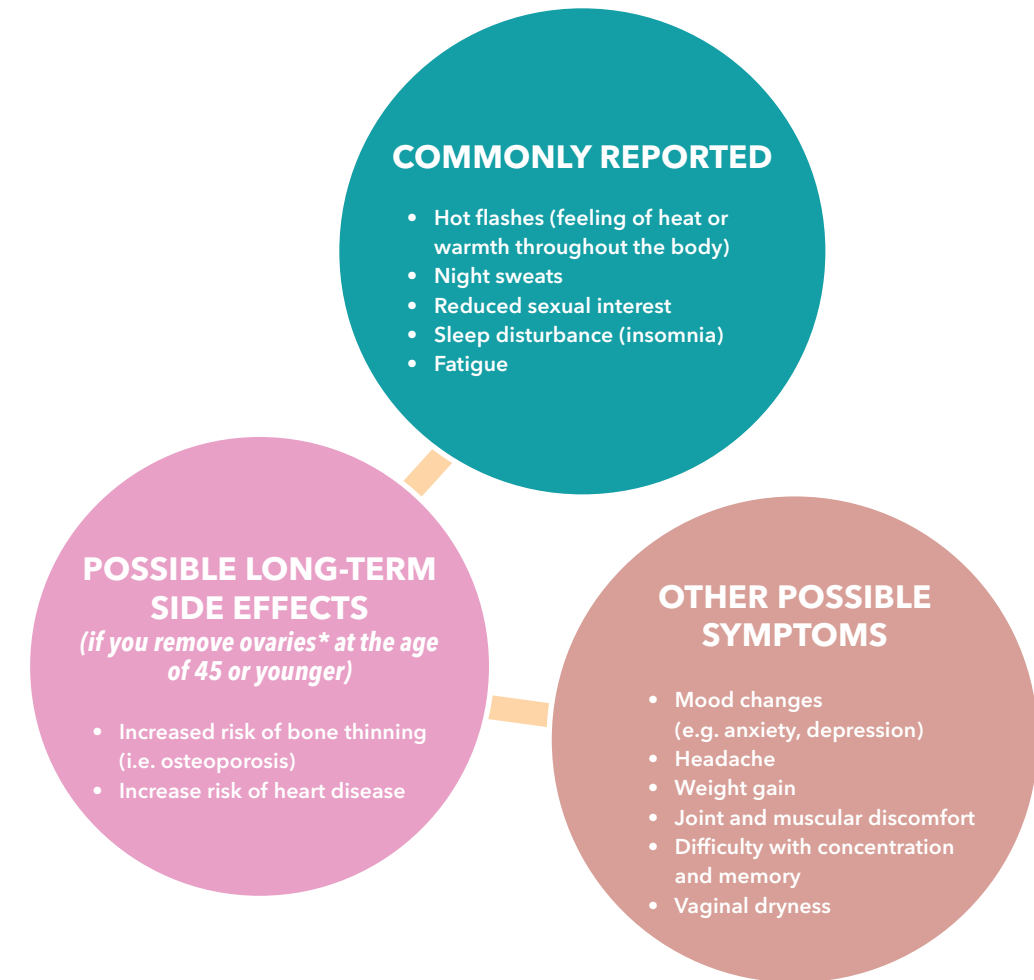 COMMONLY REPORTED
• Hot flashes (feeling of heat or
warmth throughout the body)
• Night sweats
• Reduced sexual interest
• Sleep disturbance (insomnia)
• Fatigue
POSSIBLE LONG-TERM
SIDE EFFECTS
(if you remove ovaries* at the age
of 45 or younger)
• Increased risk of bone thinning
(i.e. osteoporosis)
• Increase risk of heart disease
OTHER POSSIBLE
SYMPTOMS
• Mood changes
(e.g. anxiety, depression)
• Headache
• Weight gain
• Joint and muscular discomfort
• Difficulty with concentration
and memory
• Vaginal dryness